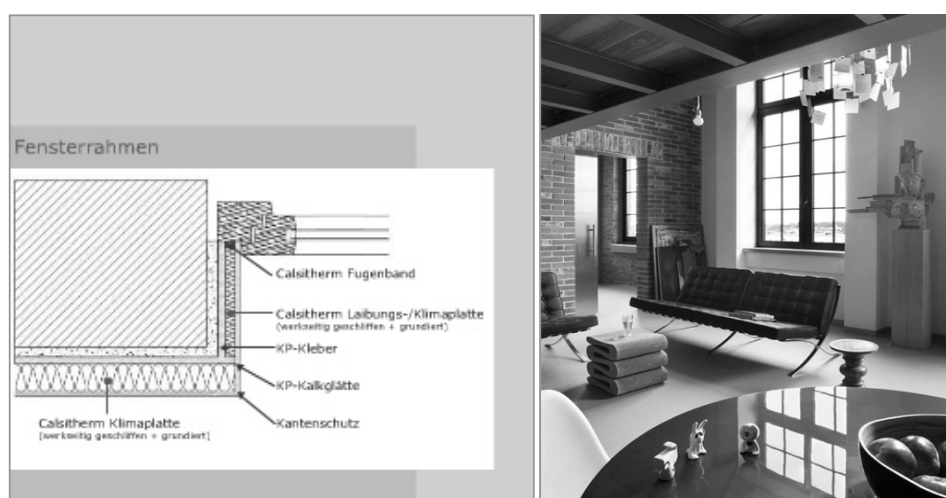 Fensterrahmen
Calsitherm Fugenband
Calsitherm Laibungs-/Klimaplatte
(werkseitig geschliffen + grundiert)
KP-Kleber
KP-Kalkglätte
Kantenschutz
Calsitherm Klimaplatte
(werkseitig geschliffen + grundiert)